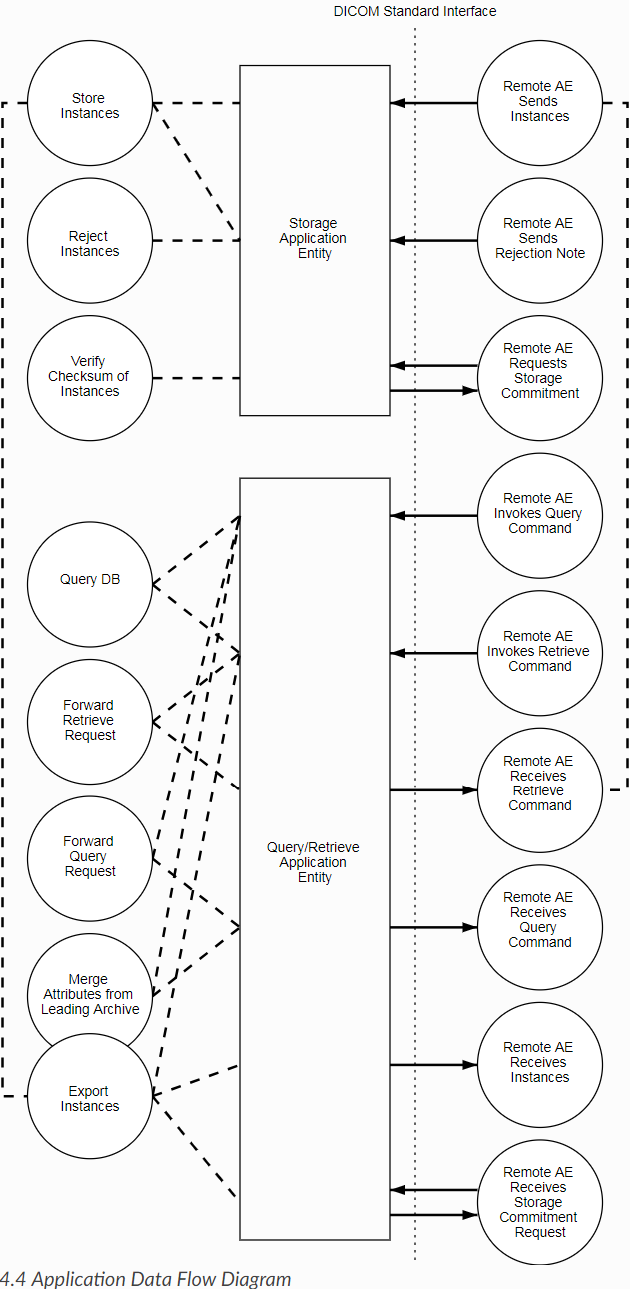 DICOM Standard Interface
Store
Instances
Reject
Instances
Verify
Checksum of
Instances
Storage
Application
Entity
Remote AE
Sends
Instances
Remote AE
Sends
Rejection Note
Remote AE
Requests
Storage
Commitment
Query DB
Forward
Retrieve
Request
Forward
Query
Request
Merge
Attributes from
Leading Archive
Export
Instances
Query/Retrieve
Application
Entity
Remote AE
Invokes Query
Command
Remote AE
Invokes Retrieve
Command
Remote AE
Receives
Retrieve
Command
Remote AE
Receives
Query
Command
Remote AE
Receives
Instances
Remote AE
Receives
Storage
Commitment
Request
4.4 Application Data Flow Diagram